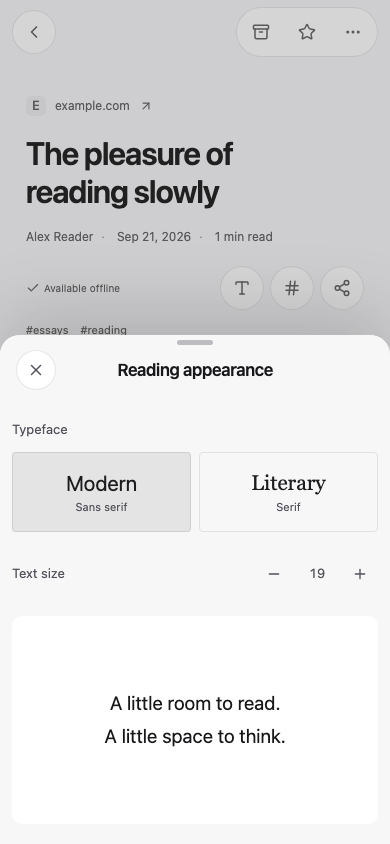 E example.com
The pleasure of
reading slowly
Alex Reader · Sep 21, 2026 · 1 min read
Available offline
#essays #reading
Reading appearance
Typeface
Modern
Sans serif
Literary
Serif
Text size
19
A little room to read.
A little space to think.